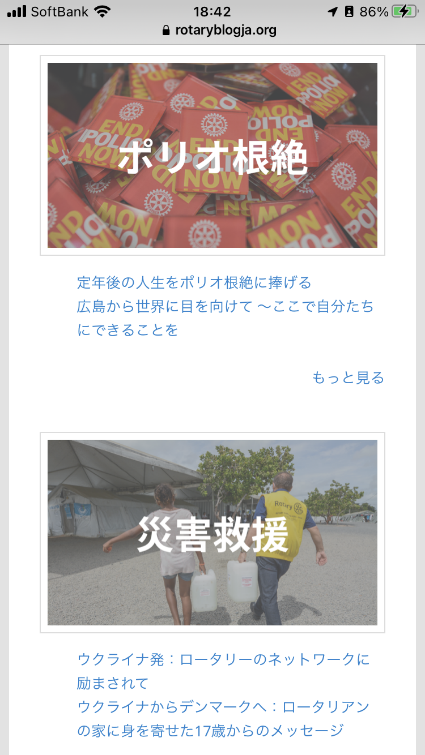 SoftBank 18:42 86%
rotaryblogja.org
END POLIO NOW
ポリオ根絶
定年後の人生をポリオ根絶に捧げる
広島から世界に目を向けて 〜ここで自分たち
にできることを
もっと見る
Rotary
災害救援
ウクライナ発：ロータリーのネットワークに
励まされて
ウクライナからデンマークへ：ロータリアン
の家に身を寄せた17歳からのメッセージ